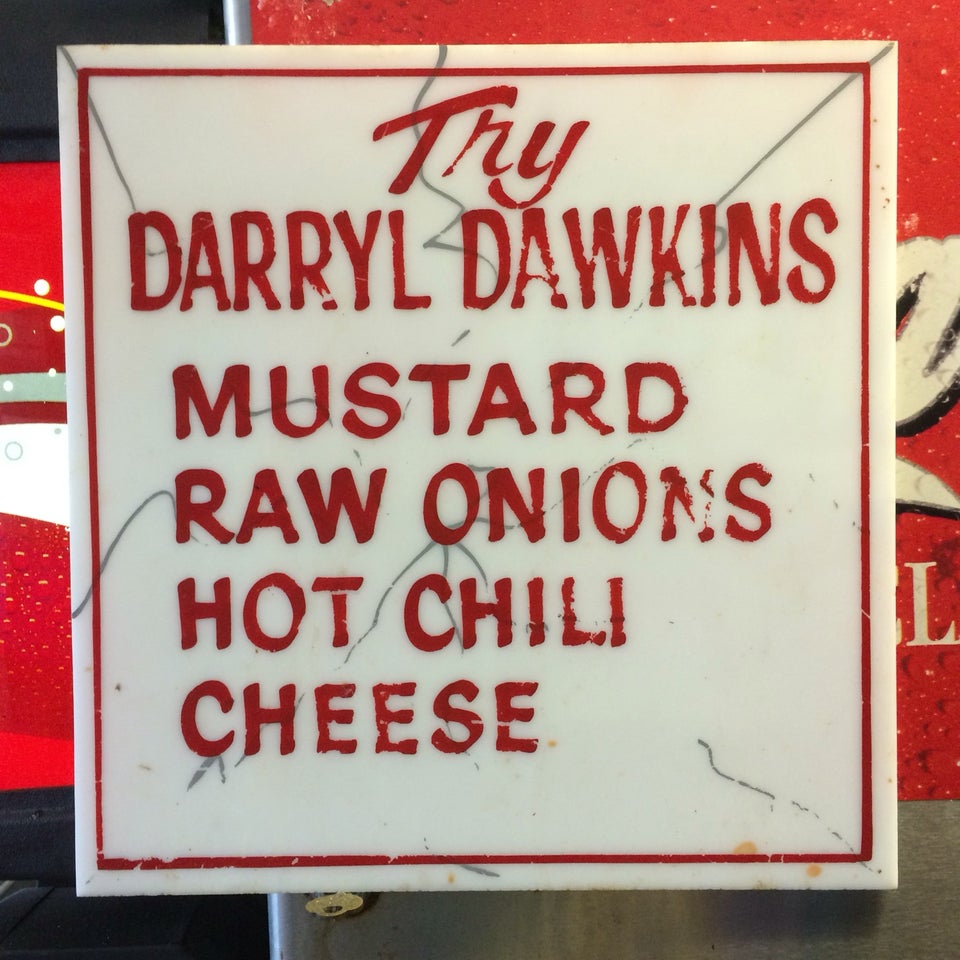 Try
DARRYL DAWKINS
MUSTARD
RAW ONIONS
HOT CHILI
CHEESE